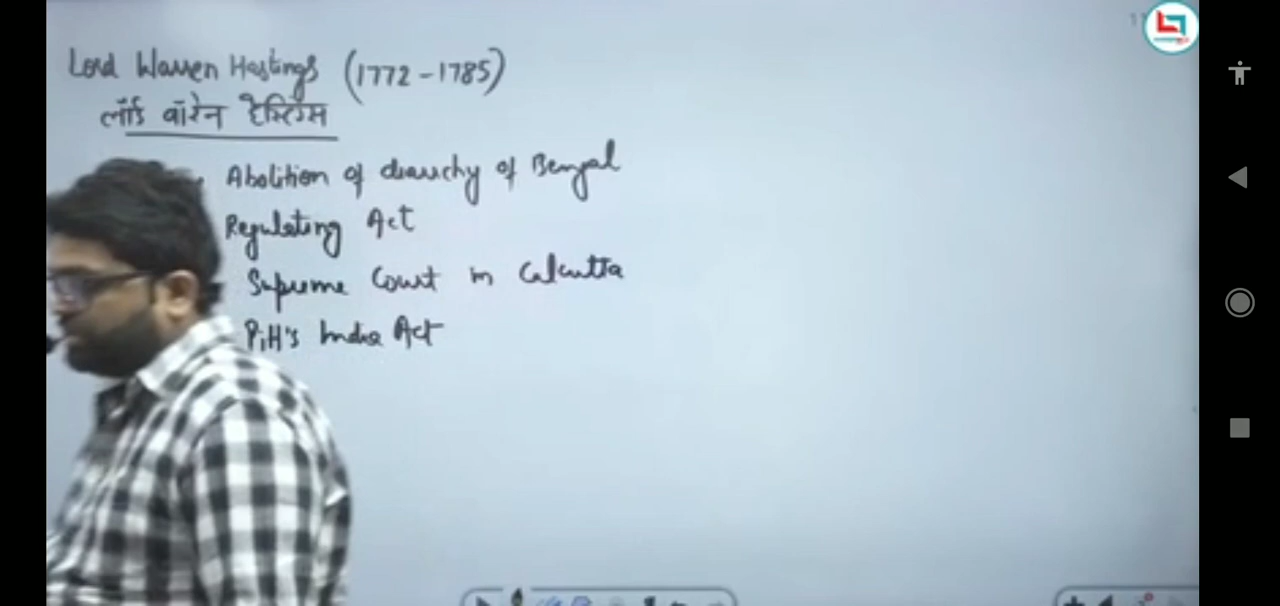 Lord Warren Hastings (1772-1785)
लॉर्ड वॉरेन हेस्टिंग्स
Abolition of diarchy of Bengal
Regulating Act
Supreme Court in Calcutta
Pitt's India Act